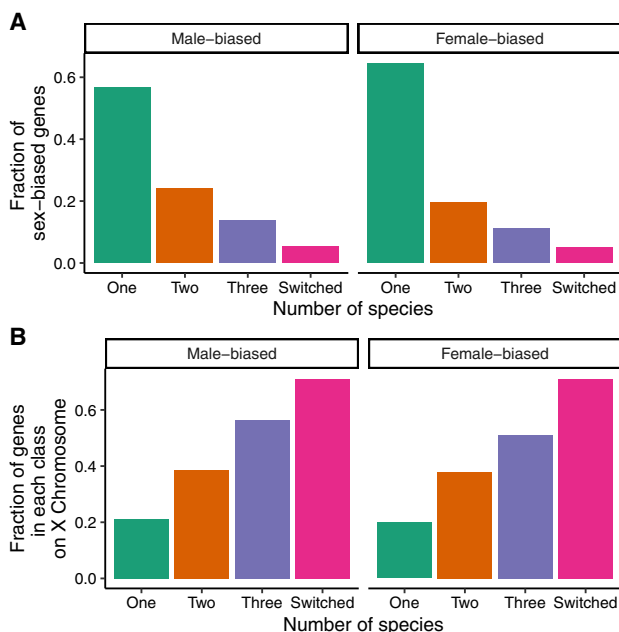 A
Male−biased
Female−biased
Fraction of
sex−biased genes
0.6
0.4
0.2
0.0
One Two Three Switched
One Two Three Switched
Number of species
B
Male−biased
Female−biased
Fraction of genes
in each class
on X Chromosome
0.6
0.4
0.2
0.0
One Two Three Switched
One Two Three Switched
Number of species